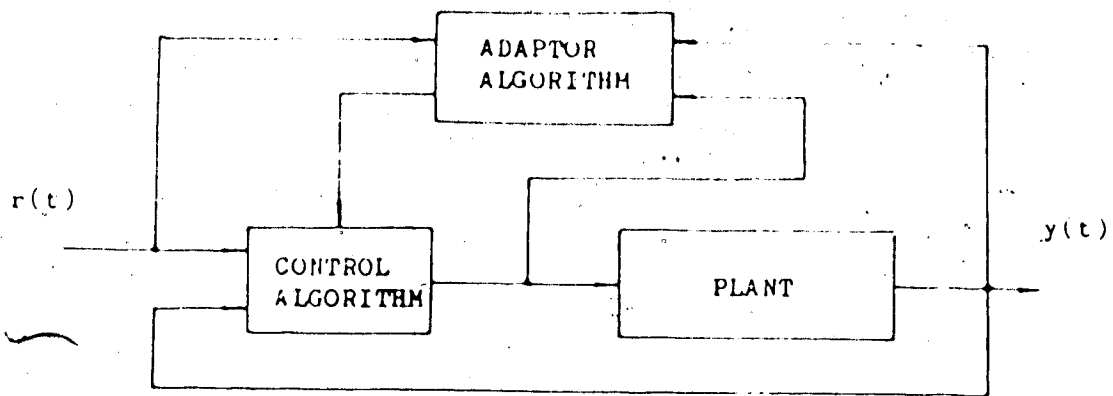 ADAPTOR
ALGORITHM
r(t)
y(t)
CONTROL
ALGORITHM
PLANT